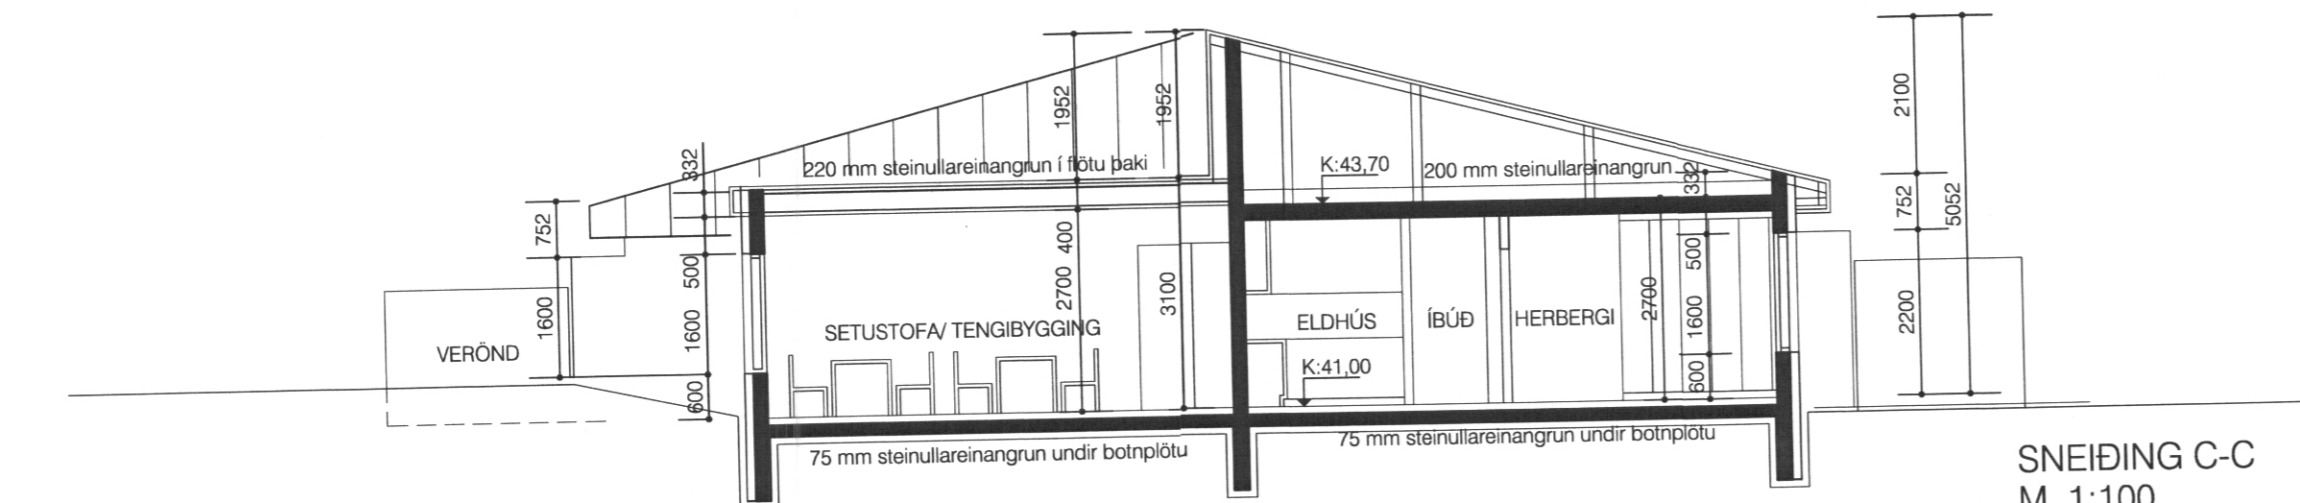 1952
1952
2100
332
220 mm steinullareinangrun í flötu þaki
K:43,70
200 mm steinullareinangrun
332
752
752
5052
400
500
500
2700
3100
2700
1600
1600
1600
2200
VERÖND
SETUSTOFA/ TENGIBYGGING
ELDHÚS
ÍBÚÐ
HERBERGI
K:41,00
600
600
75 mm steinullareinangrun undir botnplötu
75 mm steinullareinangrun undir botnplötu
SNEIÐING C-C
M 1:100